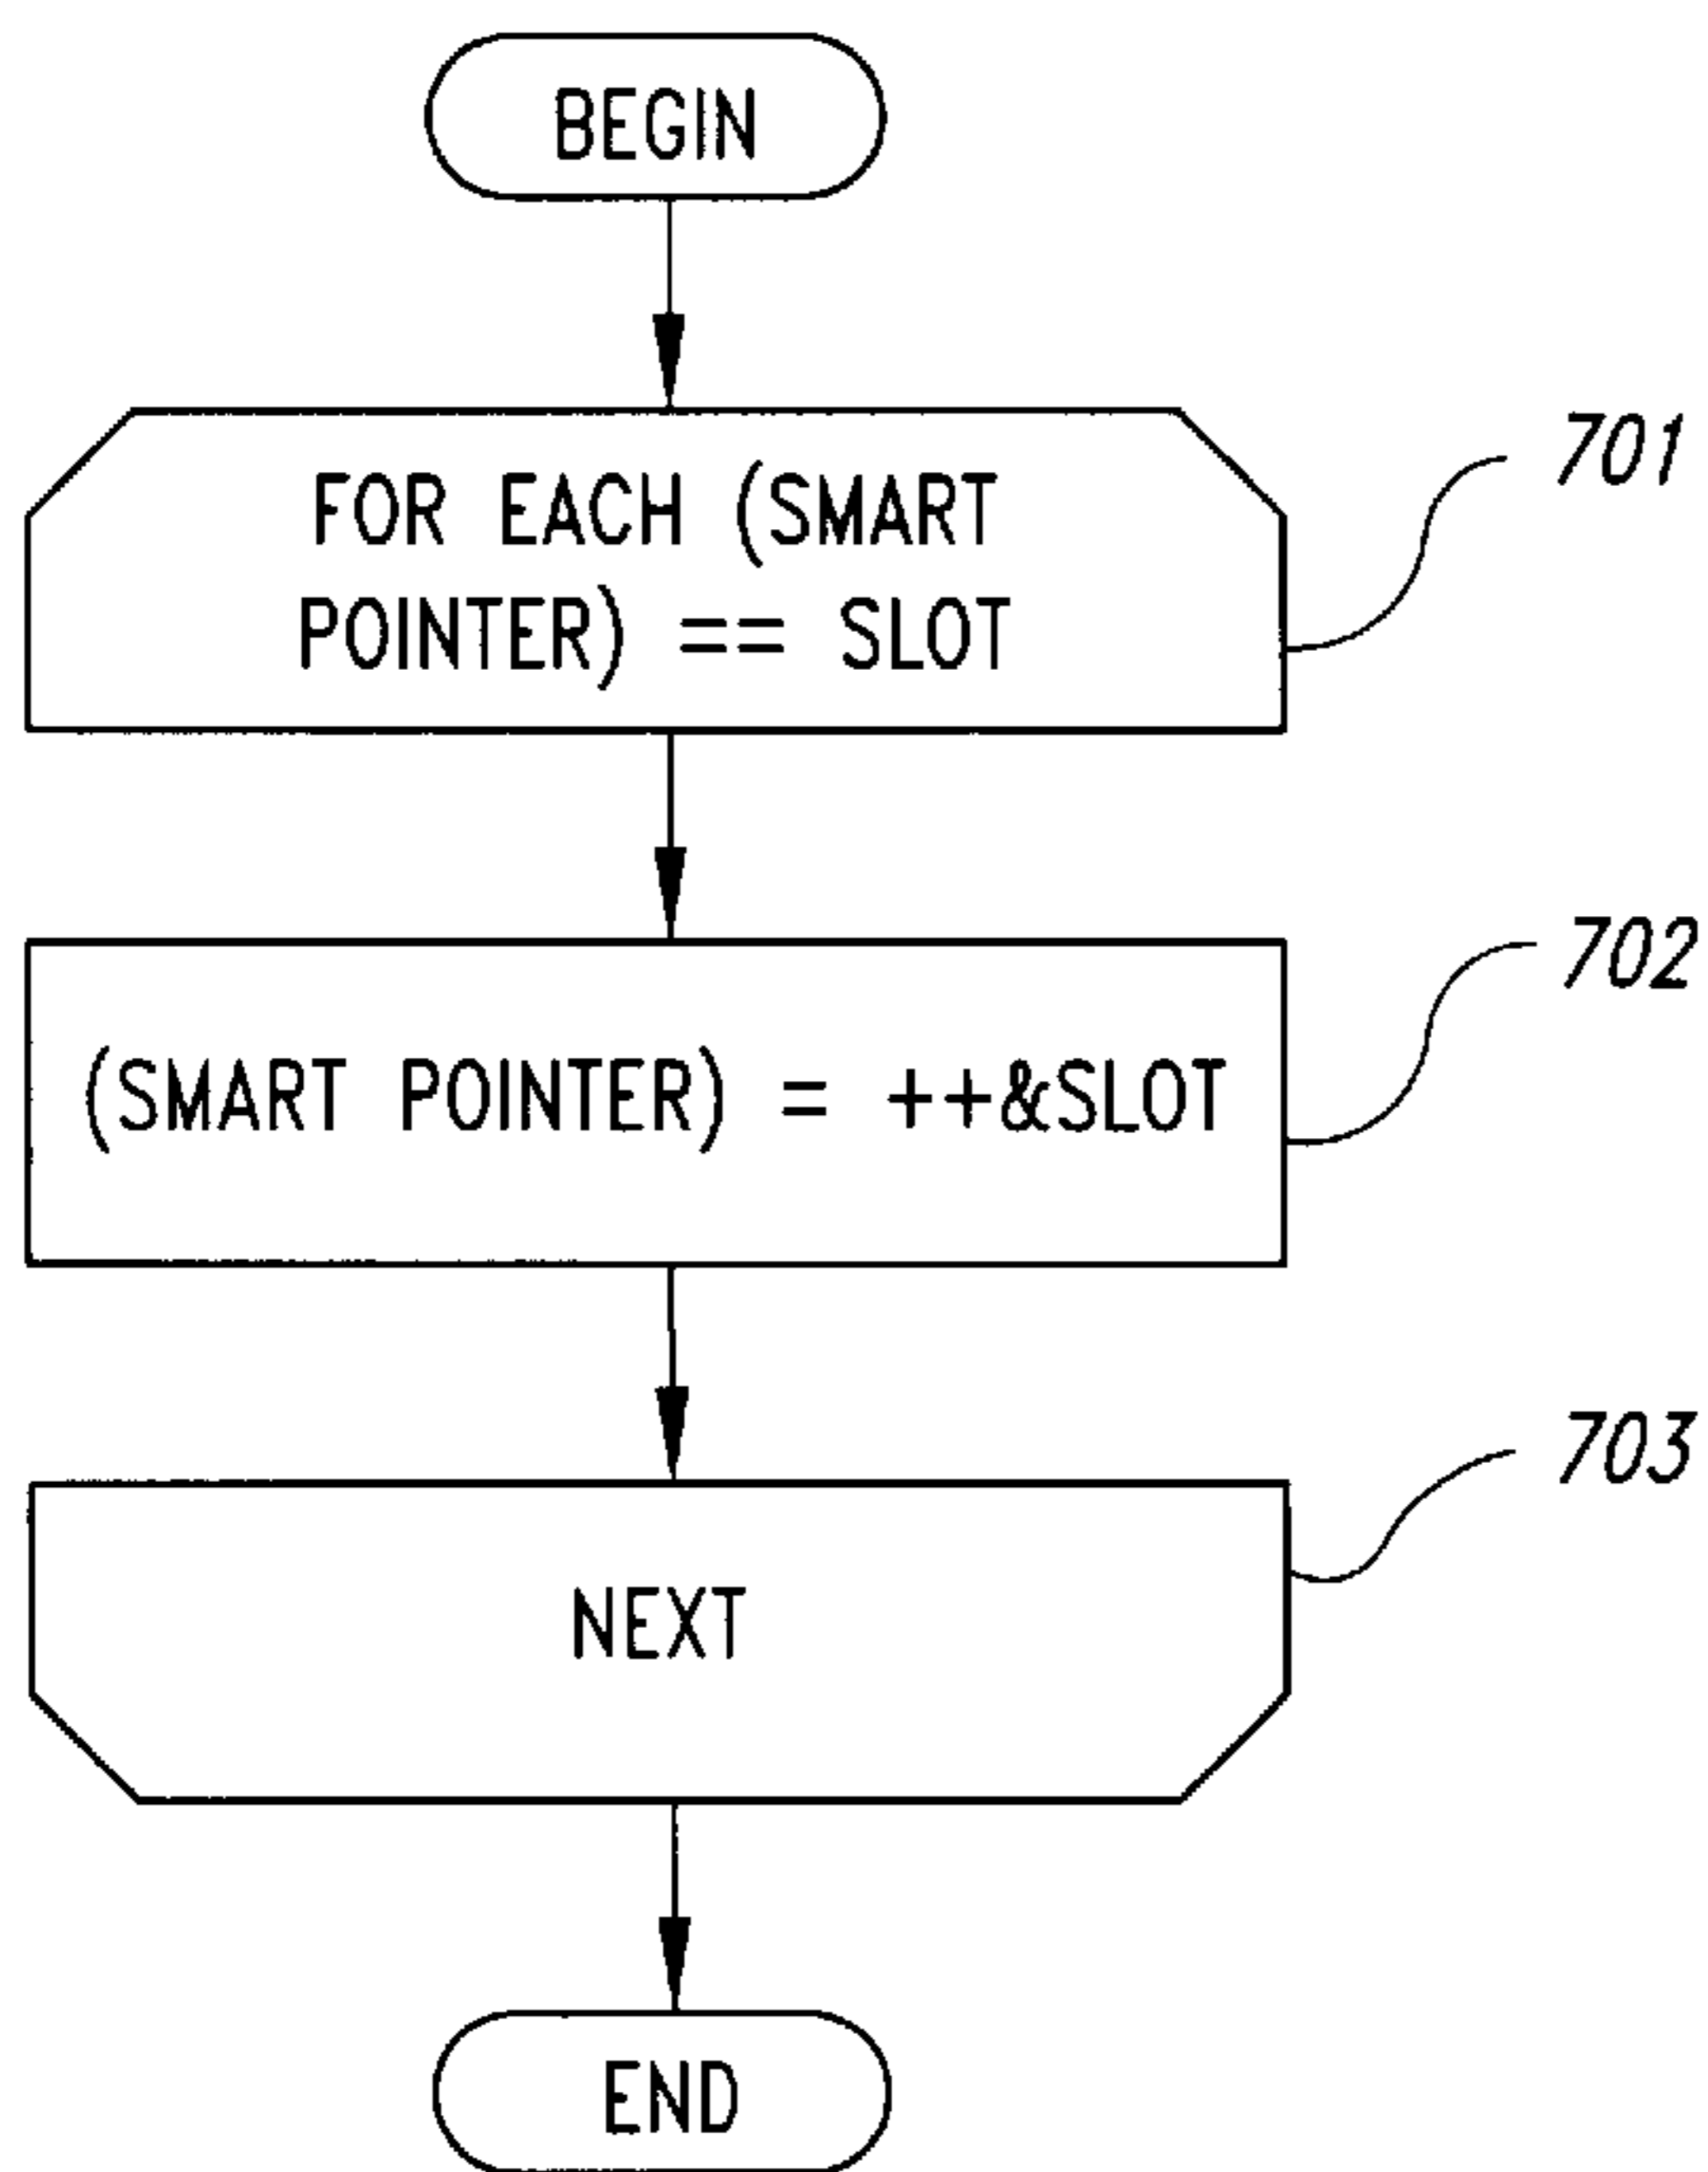 BEGIN
FOR EACH (SMART
POINTER) == SLOT
701
(SMART POINTER) = ++&SLOT
702
NEXT
703
END